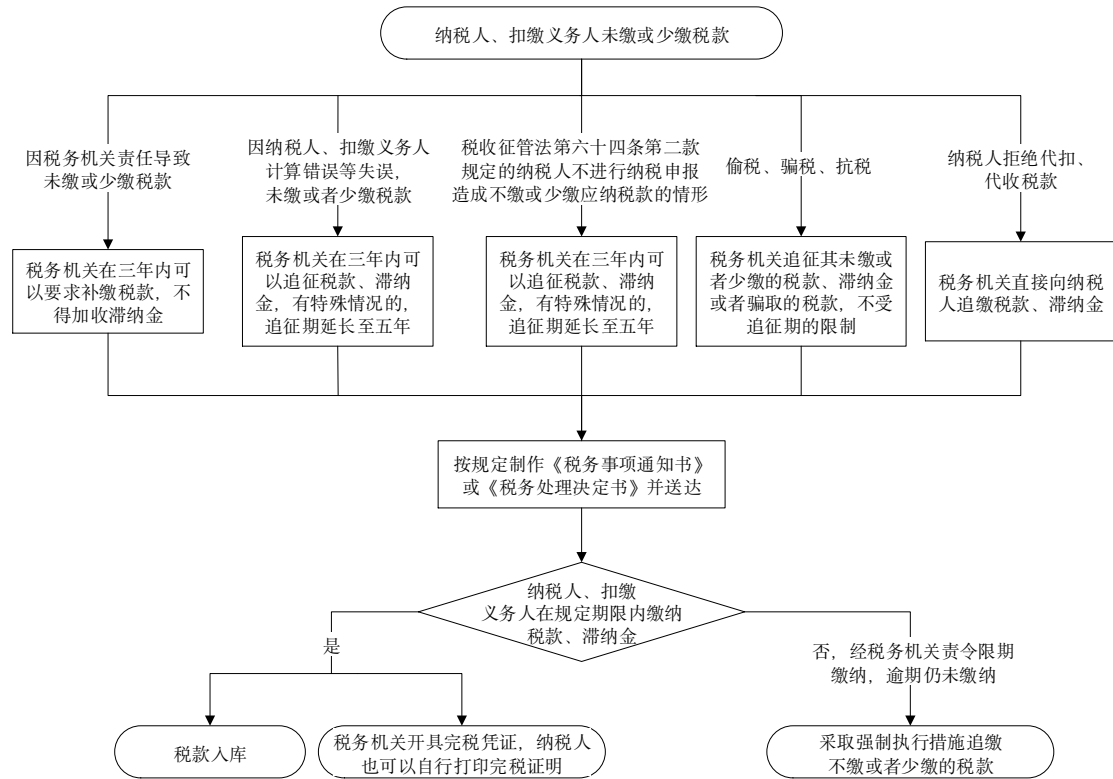 纳税人、扣缴义务人未缴或少缴税款
因税务机关责任导致
未缴或少缴税款
因纳税人、扣缴义务人
计算错误等失误，
未缴或者少缴税款
税收征管法第六十四条第二款
规定的纳税人不进行纳税申报
造成不缴或少缴应纳税款的情形
偷税、骗税、抗税
纳税人拒绝代扣、
代收税款
税务机关在三年内可
以要求补缴税款，不
得加收滞纳金
税务机关在三年内可
以追征税款、滞纳
金，有特殊情况的，
追征期延长至五年
税务机关在三年内可
以追征税款、滞纳
金，有特殊情况的，
追征期延长至五年
税务机关追征其未缴或
者少缴的税款、滞纳金
或者骗取的税款，不受
追征期的限制
税务机关直接向纳税
人追缴税款、滞纳金
按规定制作《税务事项通知书》
或《税务处理决定书》并送达
纳税人、扣缴
义务人在规定期限内缴纳
税款、滞纳金
是
否，经税务机关责令限期
缴纳，逾期仍未缴纳
税款入库
税务机关开具完税凭证，纳税人
也可以自行打印完税证明
采取强制执行措施追缴
不缴或者少缴的税款